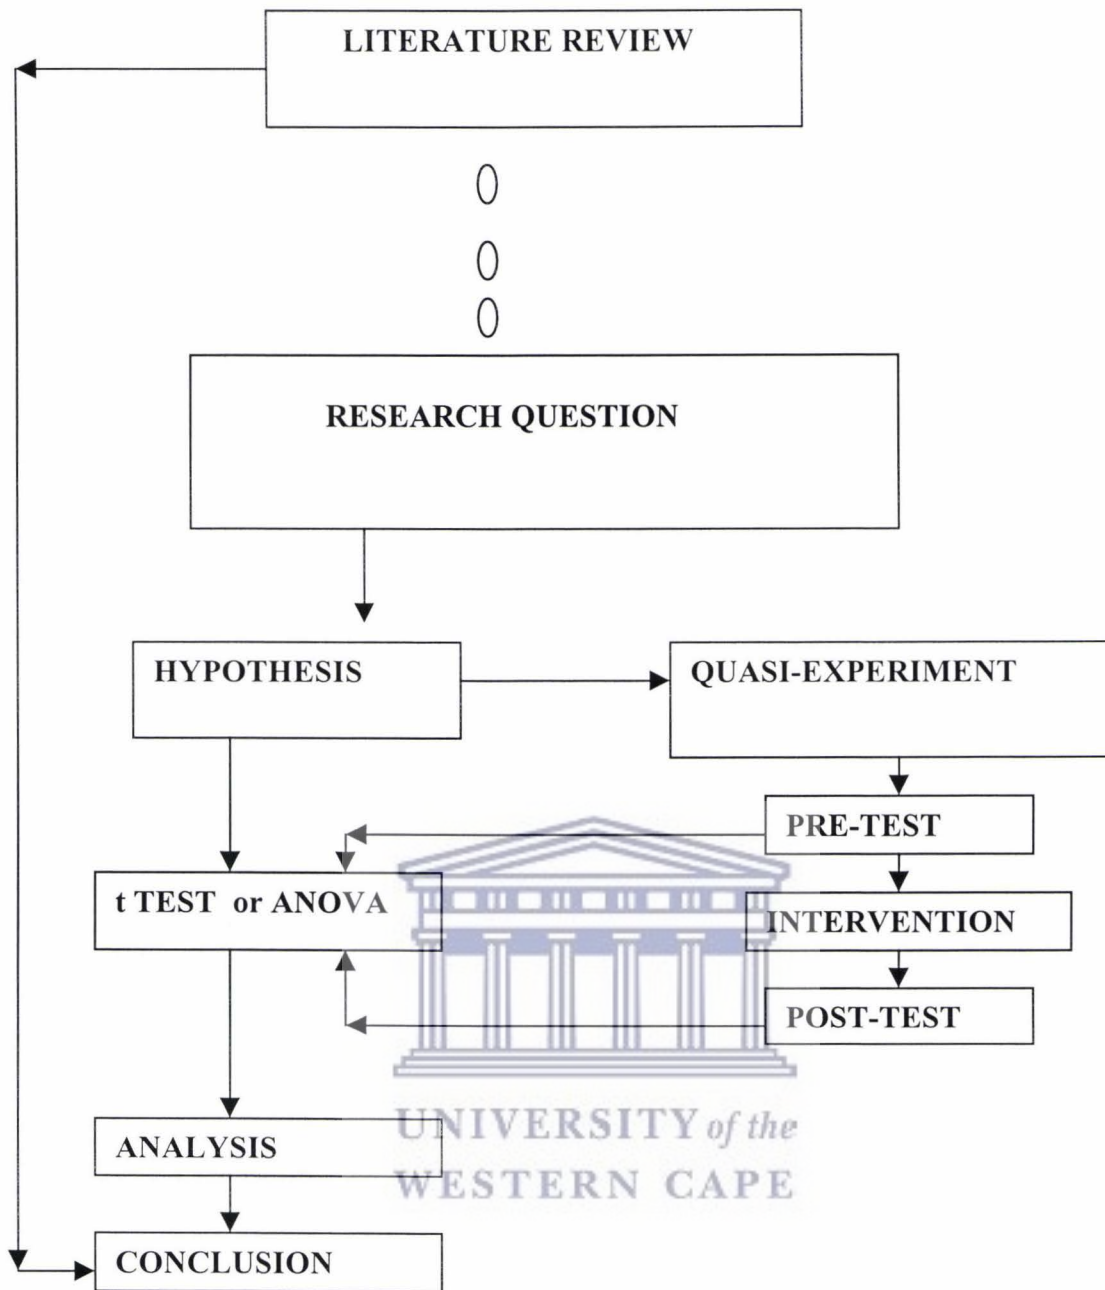 LITERATURE REVIEW
RESEARCH QUESTION
HYPOTHESIS
QUASI-EXPERIMENT
PRE-TEST
t TEST or ANOVA
INTERVENTION
POST-TEST
UNIVERSITY of the
WESTERN CAPE
ANALYSIS
CONCLUSION